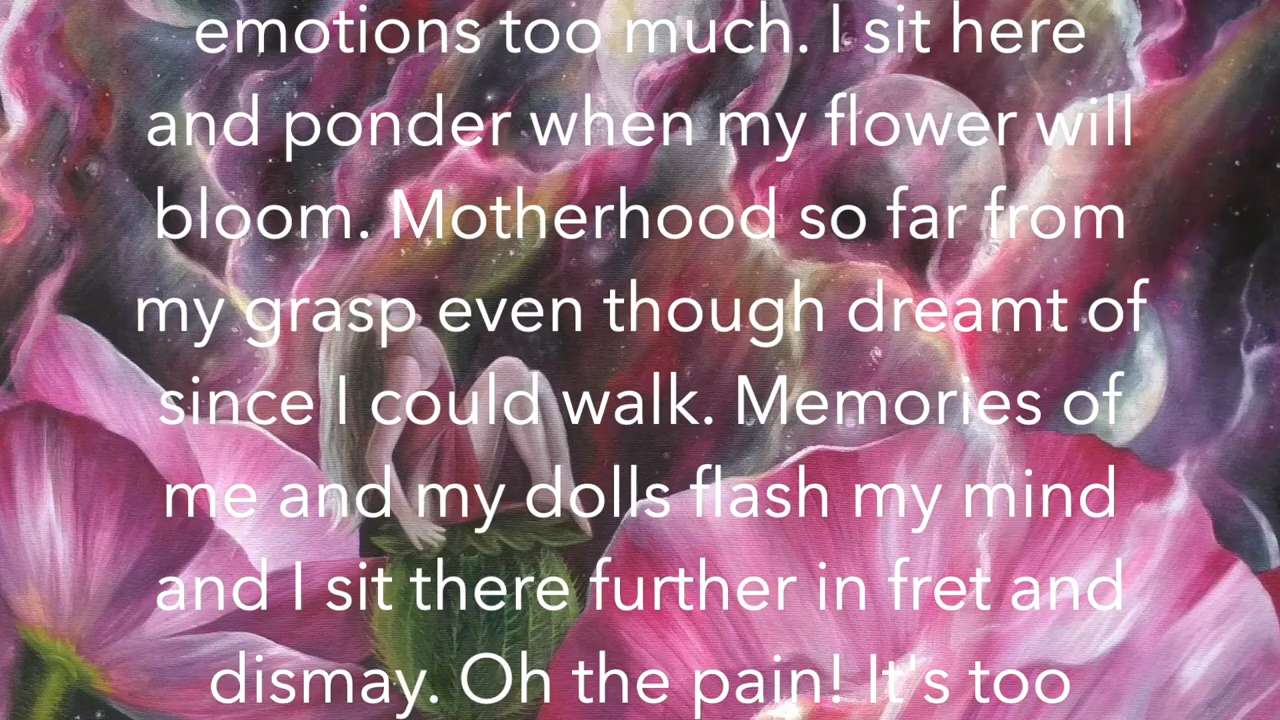 emotions too much. I sit here
and ponder when my flower will
bloom. Motherhood so far from
my grasp even though dreamt of
since I could walk. Memories of
me and my dolls flash my mind
and I sit there further in fret and
dismay. Oh the pain! It's too